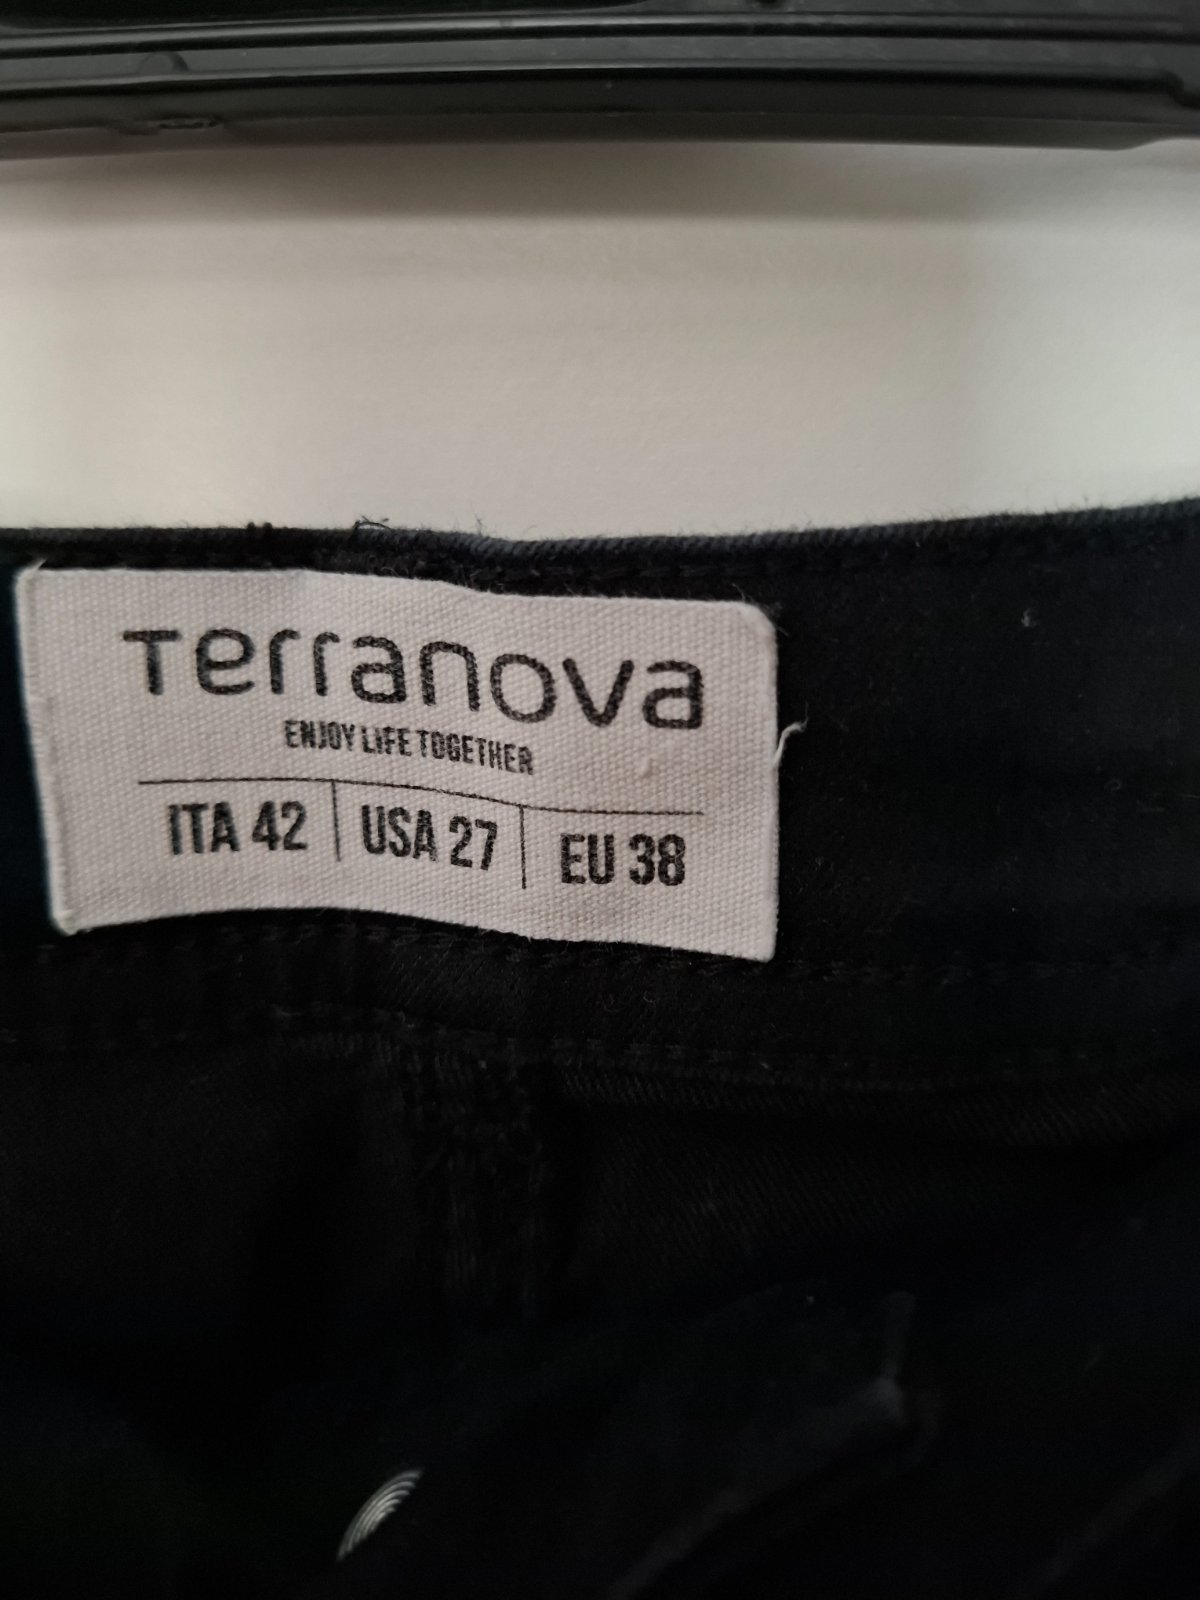 Terranova
ENJOY LIFE TOGETHER
ITA 42 | USA 27 | EU 38